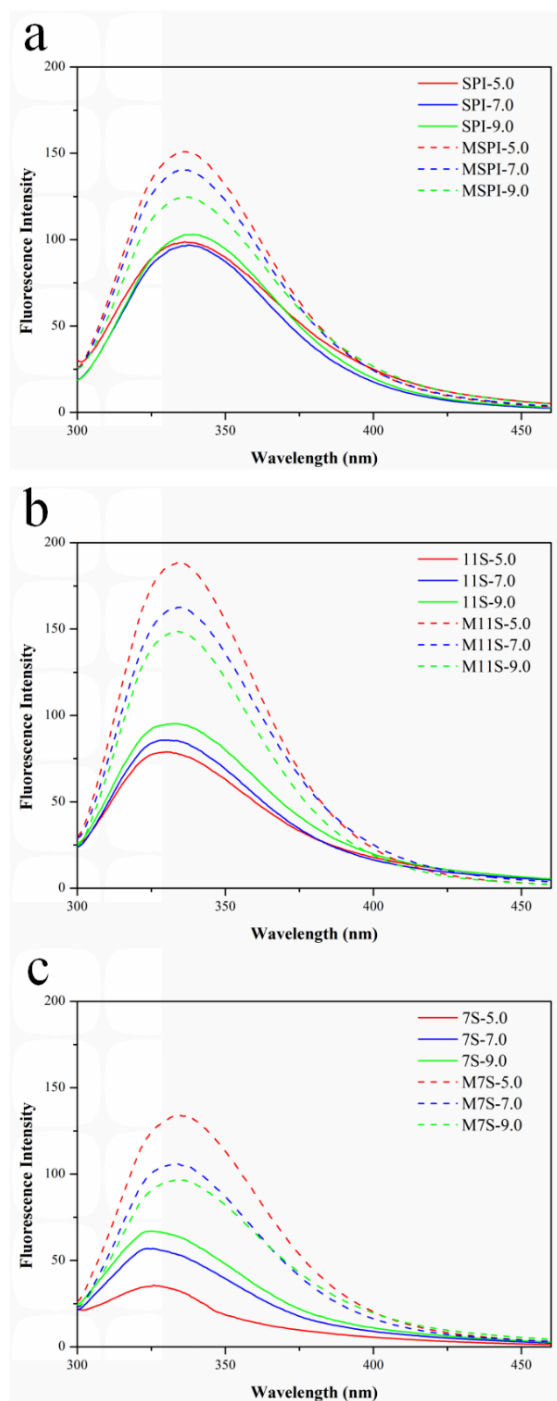 a
200
150
100
50
0
Fluorescence Intensity
SPI-5.0
SPI-7.0
SPI-9.0
MSPI-5.0
MSPI-7.0
MSPI-9.0
300 350 400 450
Wavelength (nm)
b
200
150
100
50
0
Fluorescence Intensity
11S-5.0
11S-7.0
11S-9.0
M11S-5.0
M11S-7.0
M11S-9.0
300 350 400 450
Wavelength (nm)
c
200
150
100
50
0
Fluorescence Intensity
7S-5.0
7S-7.0
7S-9.0
M7S-5.0
M7S-7.0
M7S-9.0
300 350 400 450
Wavelength (nm)